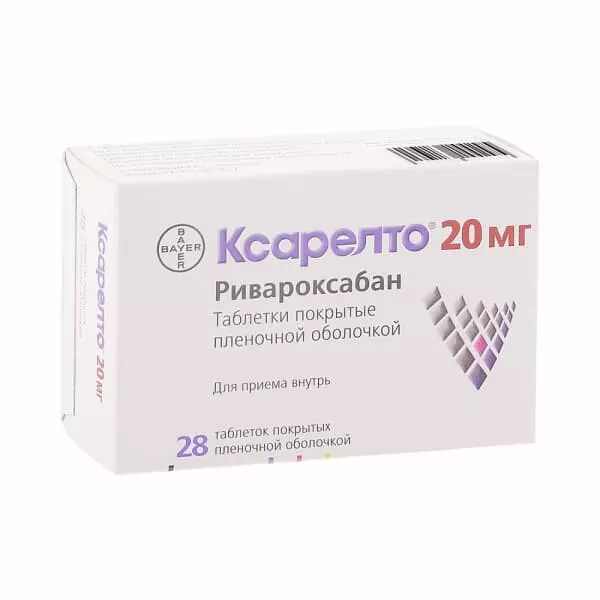 BAYER
BAYER
Ксарелто® 20 мг
Ривароксабан
Таблетки покрытые
пленочной оболочкой
Для приема внутрь
28 таблеток покрытых
пленочной оболочкой
Ксарелто 20 мг